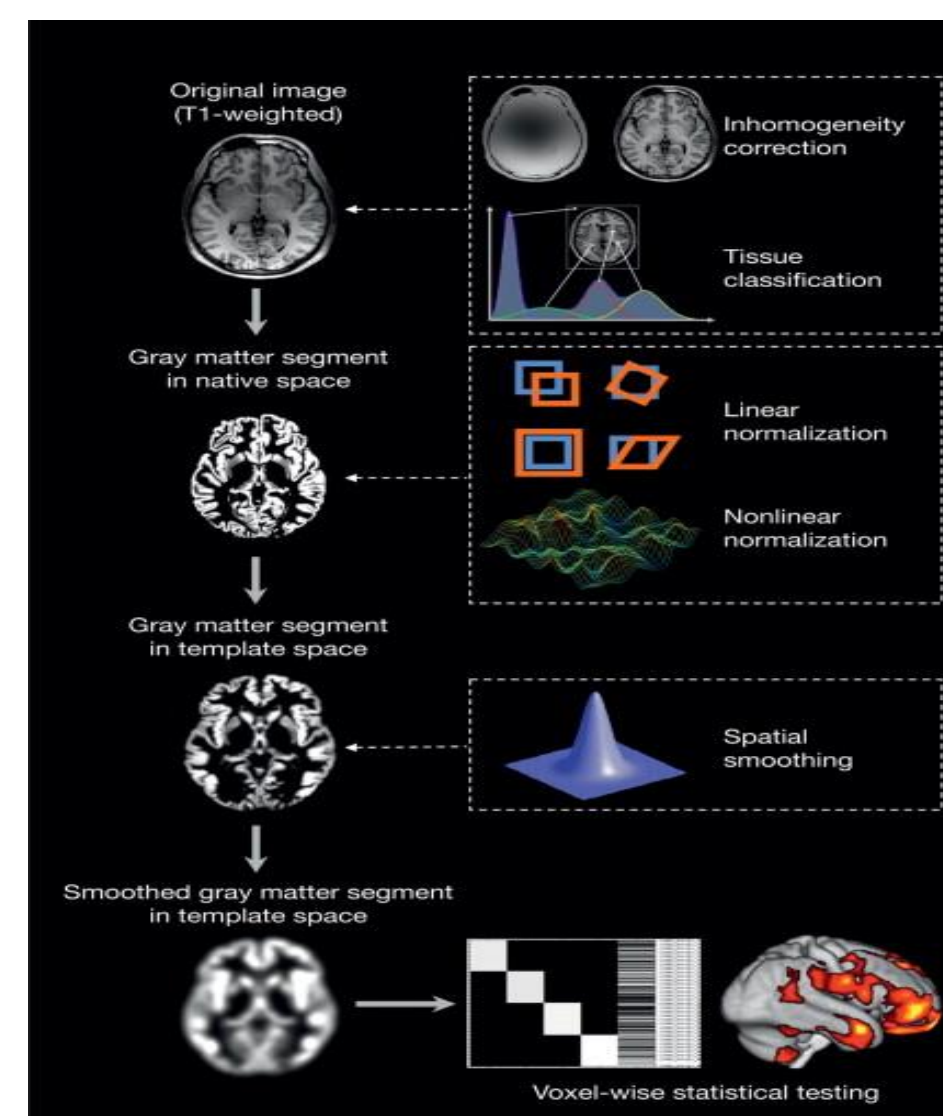 Original image
(T1-weighted)
Inhomogeneity
correction
Tissue
classification
Gray matter segment
in native space
Linear
normalization
Nonlinear
normalization
Gray matter segment
in template space
Spatial
smoothing
Smoothed gray matter segment
in template space
Voxel-wise statistical testing